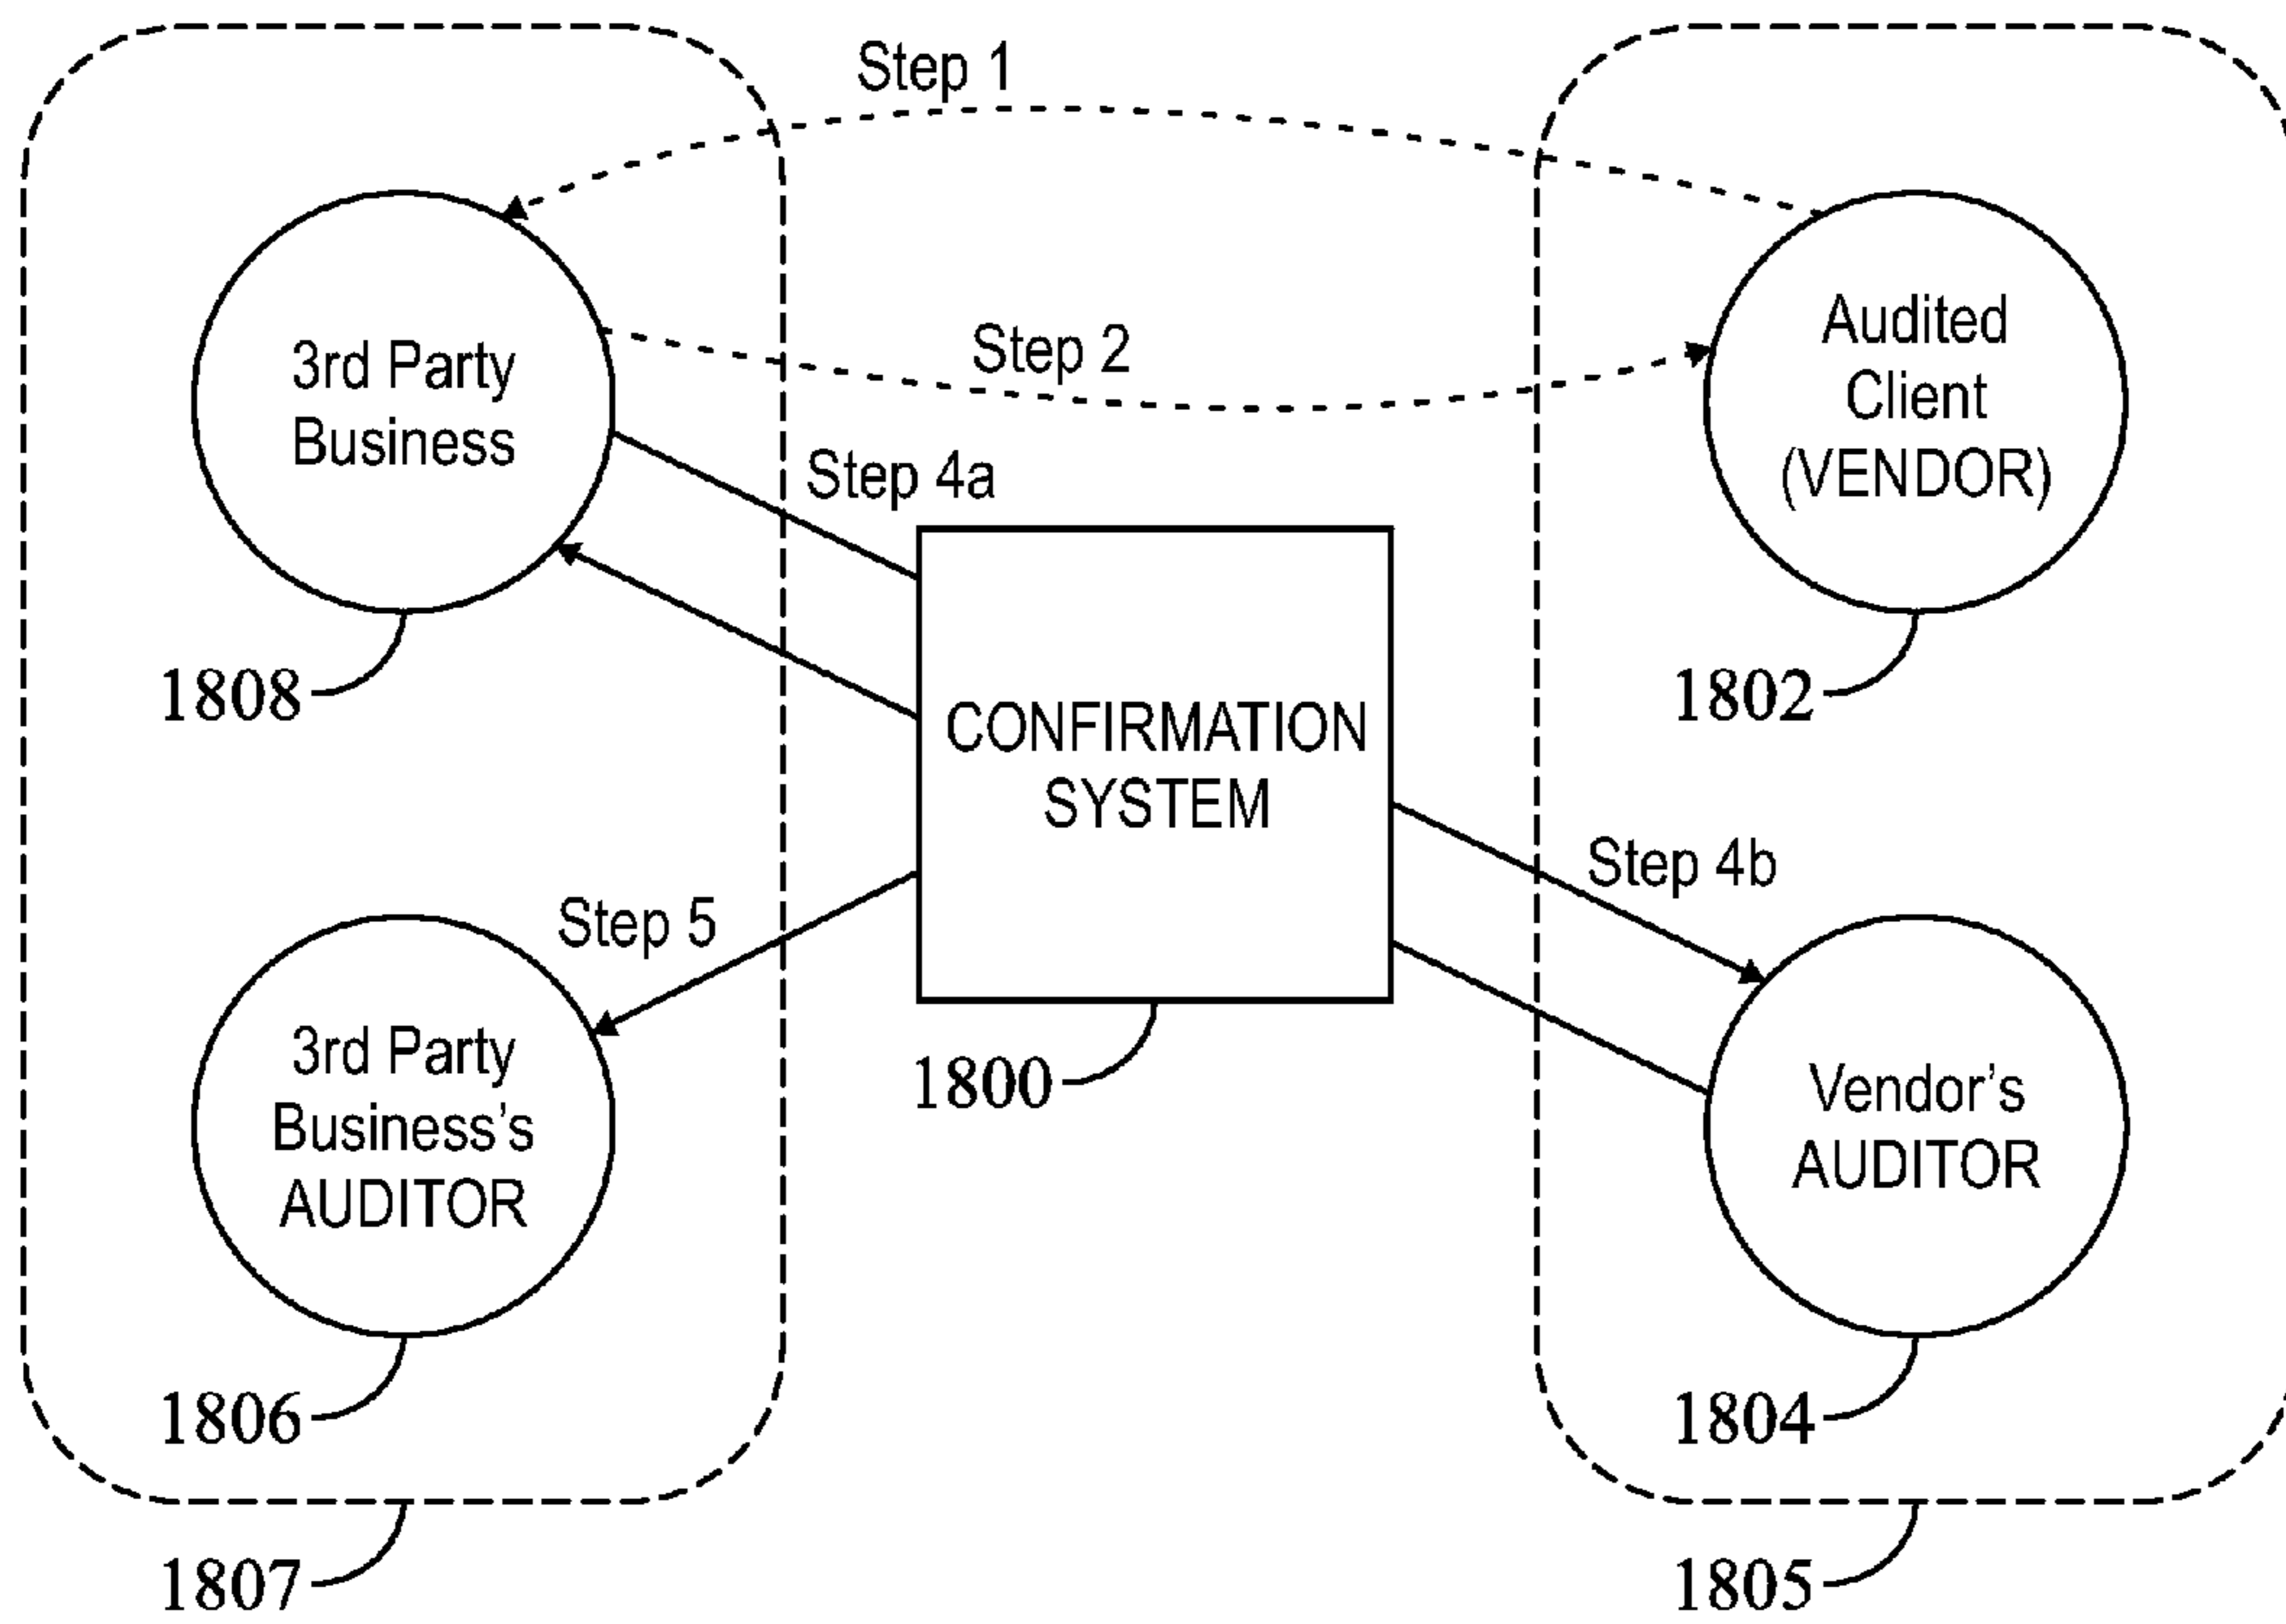 Step 1
3rd Party
Business
Step 2
Audited
Client
(VENDOR)
Step 4a
1808
1802
CONFIRMATION
SYSTEM
Step 4b
Step 5
3rd Party
Business's
AUDITOR
1800
Vendor's
AUDITOR
1806
1804
1807
1805